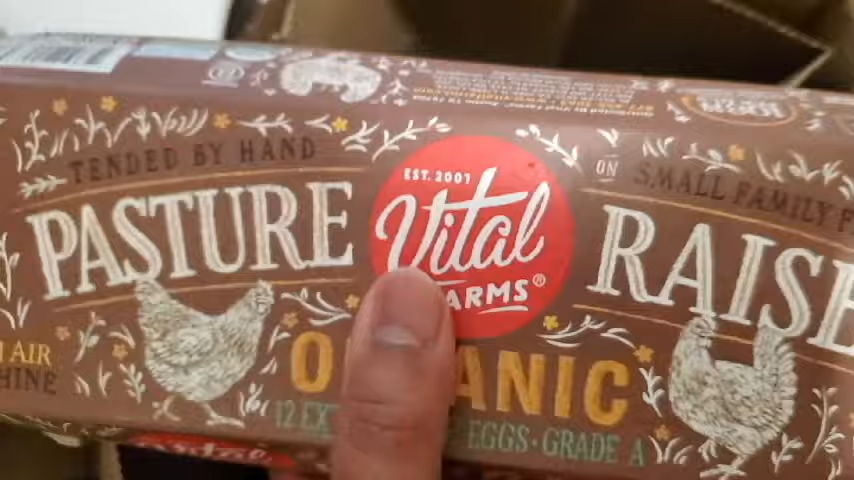 TENDED BY HAND
PASTURE
EST. 2007
Vital
ARMS®
ON SMALL FAMILY F
RAISE
AIR
HINE
O ANIC
12 EX EGGS · GRADE A